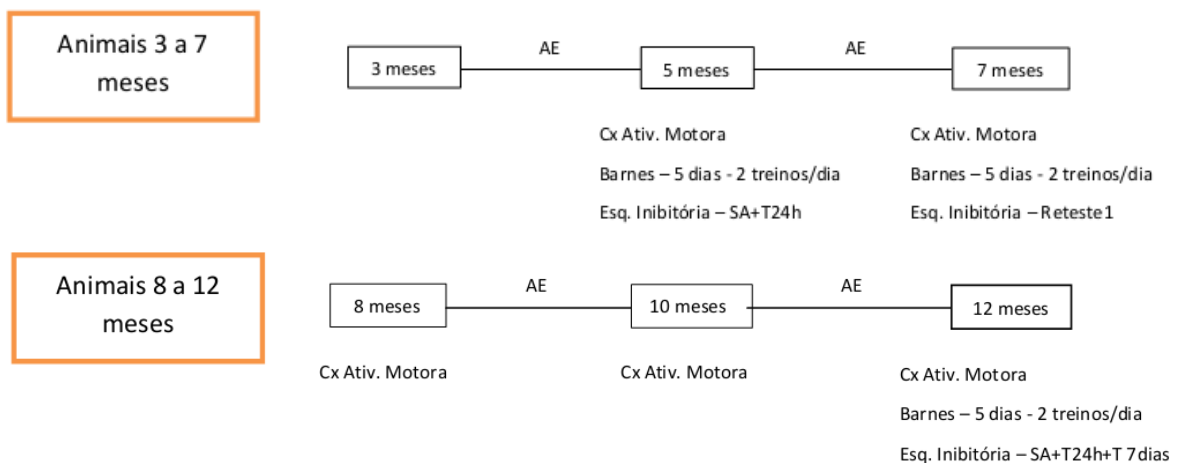 Animais 3 a 7
meses
AE
AE
3 meses
5 meses
7 meses
Cx Ativ. Motora
Barnes – 5 dias - 2 treinos/dia
Esq. Inibitória – SA+T24h
Cx Ativ. Motora
Barnes – 5 dias - 2 treinos/dia
Esq. Inibitória – Reteste1
Animais 8 a 12
meses
AE
AE
8 meses
10 meses
12 meses
Cx Ativ. Motora
Cx Ativ. Motora
Cx Ativ. Motora
Barnes – 5 dias - 2 treinos/dia
Esq. Inibitória – SA+T24h+T 7dias